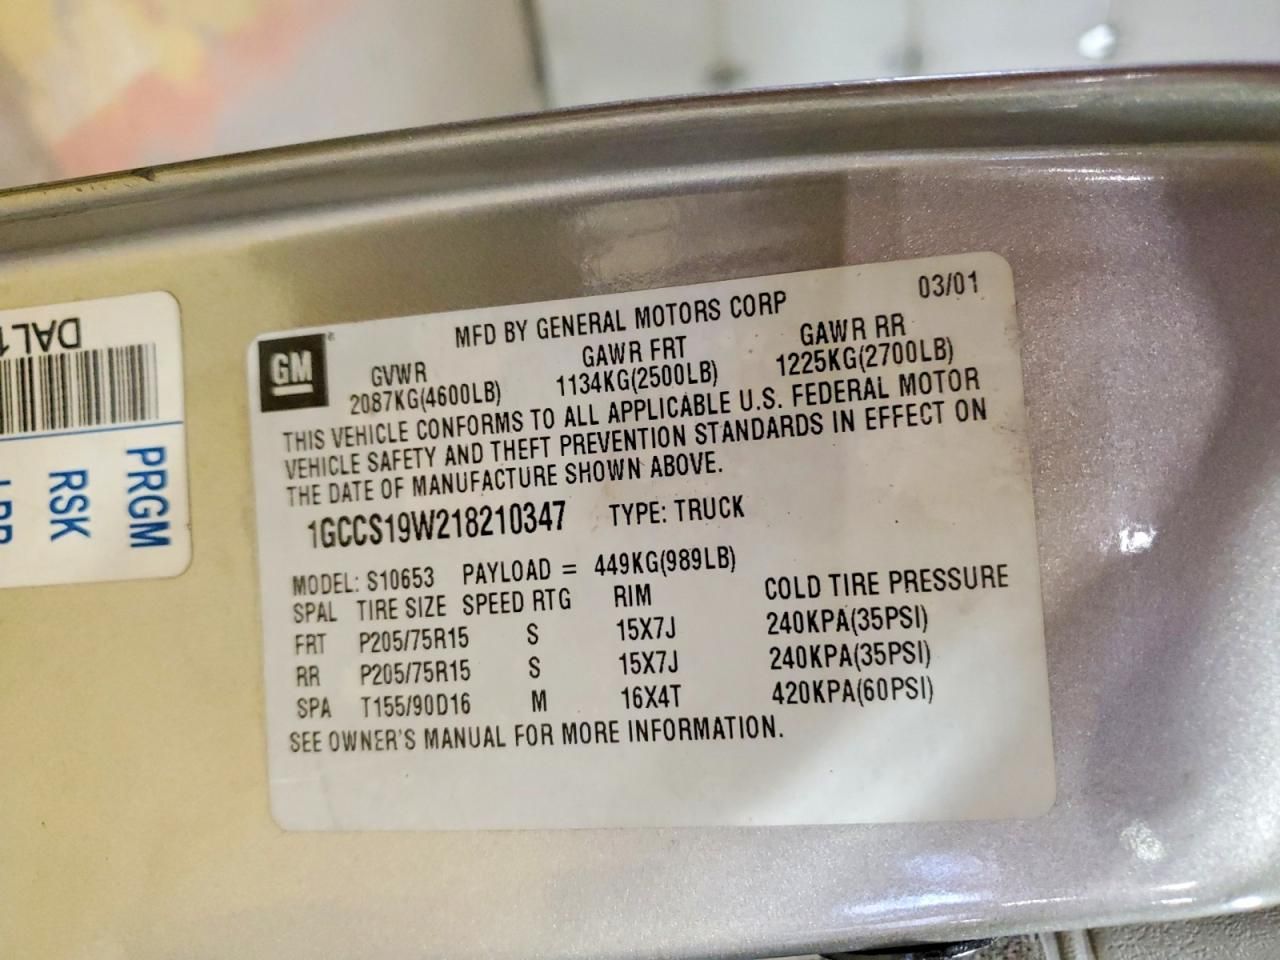 DAL
PRGM
RSK
GM
MFD BY GENERAL MOTORS CORP 03/01
GVWR GAWR FRT GAWR RR
2087KG(4600LB) 1134KG(2500LB) 1225KG(2700LB)
THIS VEHICLE CONFORMS TO ALL APPLICABLE U.S. FEDERAL MOTOR
VEHICLE SAFETY AND THEFT PREVENTION STANDARDS IN EFFECT ON
THE DATE OF MANUFACTURE SHOWN ABOVE.
1GCCS19W218210347 TYPE: TRUCK
MODEL: S10653 PAYLOAD = 449KG(989LB)
SPAL TIRE SIZE SPEED RTG RIM COLD TIRE PRESSURE
FRT P205/75R15 S 15X7J 240KPA(35PSI)
RR P205/75R15 S 15X7J 240KPA(35PSI)
SPA T155/90D16 M 16X4T 420KPA(60PSI)
SEE OWNER'S MANUAL FOR MORE INFORMATION.